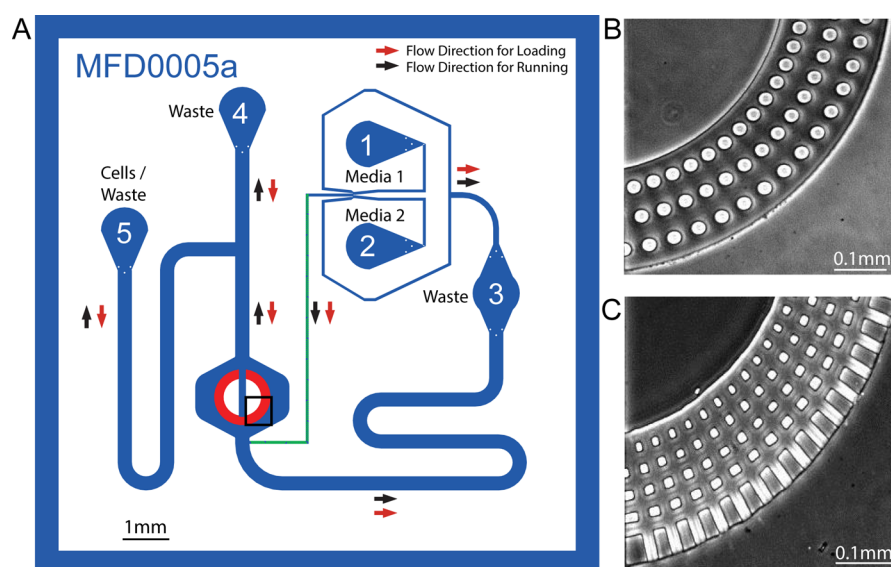 A
MFD0005a
Flow Direction for Loading
Flow Direction for Running
Waste
4
1
Media 1
Cells /
Waste
5
Media 2
2
Waste
3
1mm
B
0.1mm
C
0.1mm